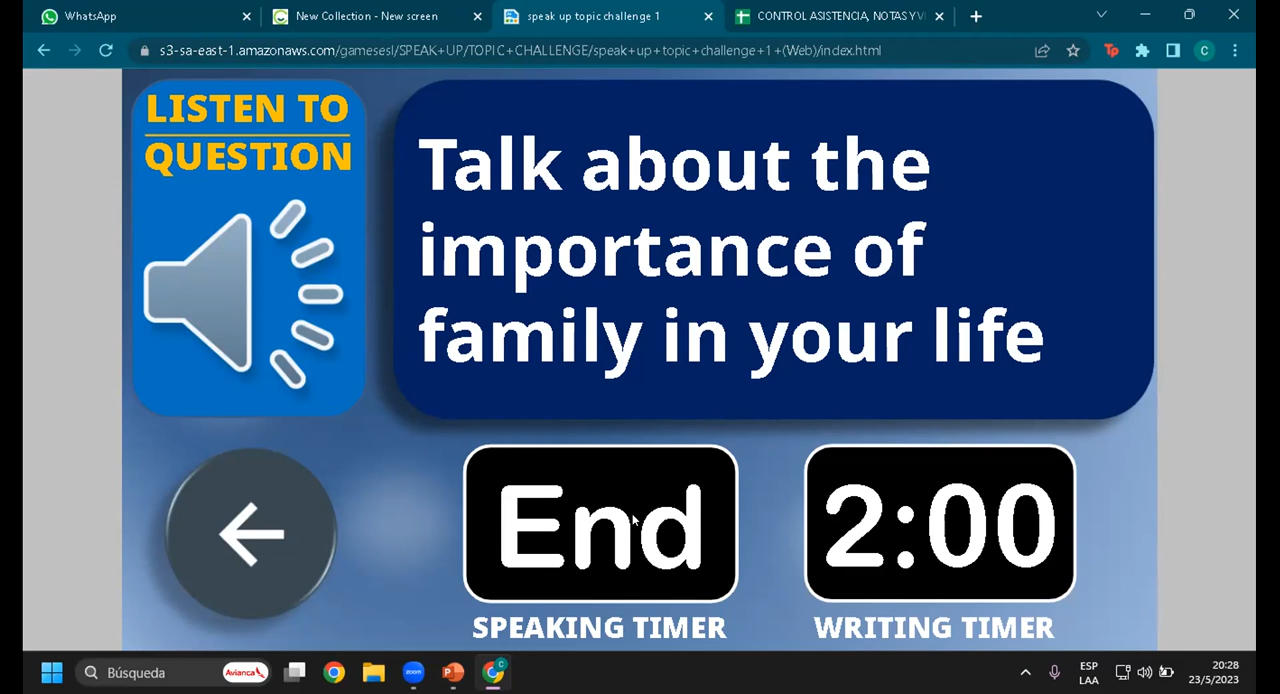 WhatsApp
New Collection - New screen
speak up topic challenge 1
CONTROL ASISTENCIA, NOTAS Y V
s3-sa-east-1.amazonaws.com/gamesesl/SPEAK+UP/TOPIC+CHALLENGE/speak+up+topic+challenge+1+(Web)/index.html
Tp
C
LISTEN TO
QUESTION
Talk about the
importance of
family in your life
End
2:00
SPEAKING TIMER
WRITING TIMER
Búsqueda
Avianca
zoom
P
C
ESP
LAA
20:28
23/5/2023